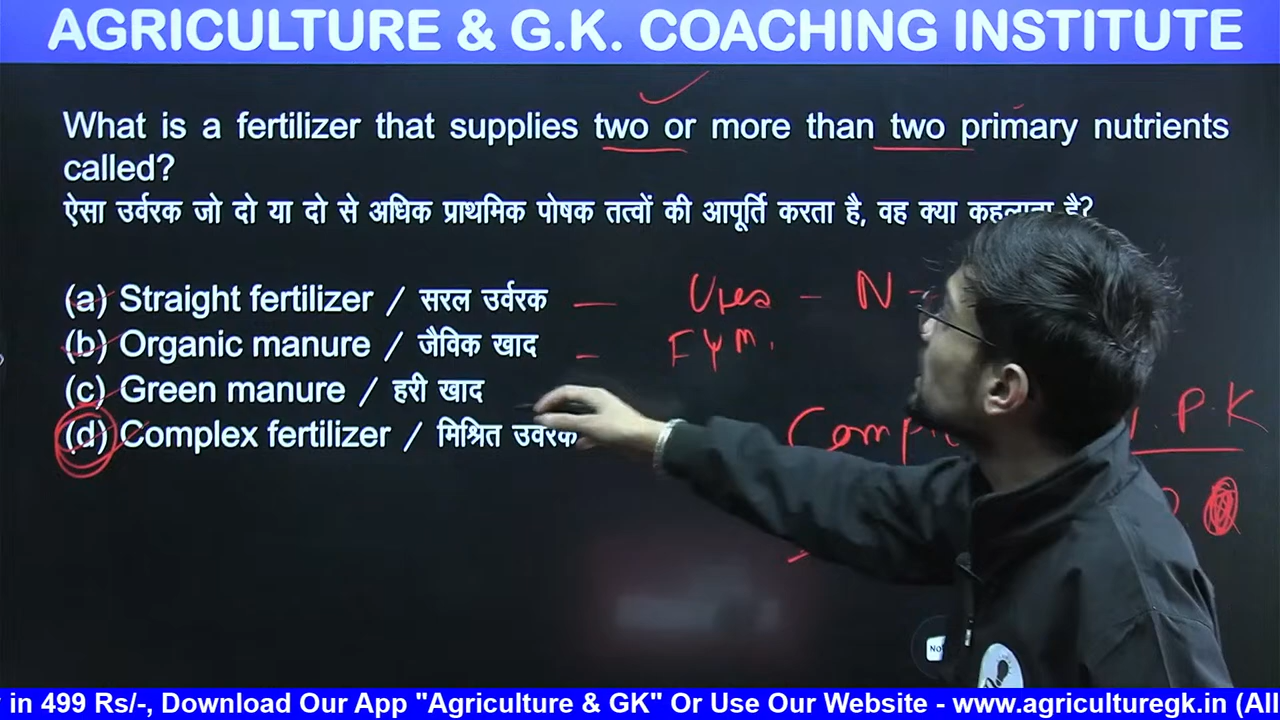 AGRICULTURE & G.K. COACHING INSTITUTE
What is a fertilizer that supplies two or more than two primary nutrients
called?
ऐसा उर्वरक जो दो या दो से अधिक प्राथमिक पोषक तत्वों की आपूर्ति करता है, वह क्या कहलाता है?
(a) Straight fertilizer / सरल उर्वरक – Urea – N –
(b) Organic manure / जैविक खाद – FYM.
(c) Green manure / हरी खाद
(d) Complex fertilizer / मिश्रित उर्वरक
P.K
in 499 Rs/-, Download Our App "Agriculture & GK" Or Use Our Website - www.agriculturegk.in (All